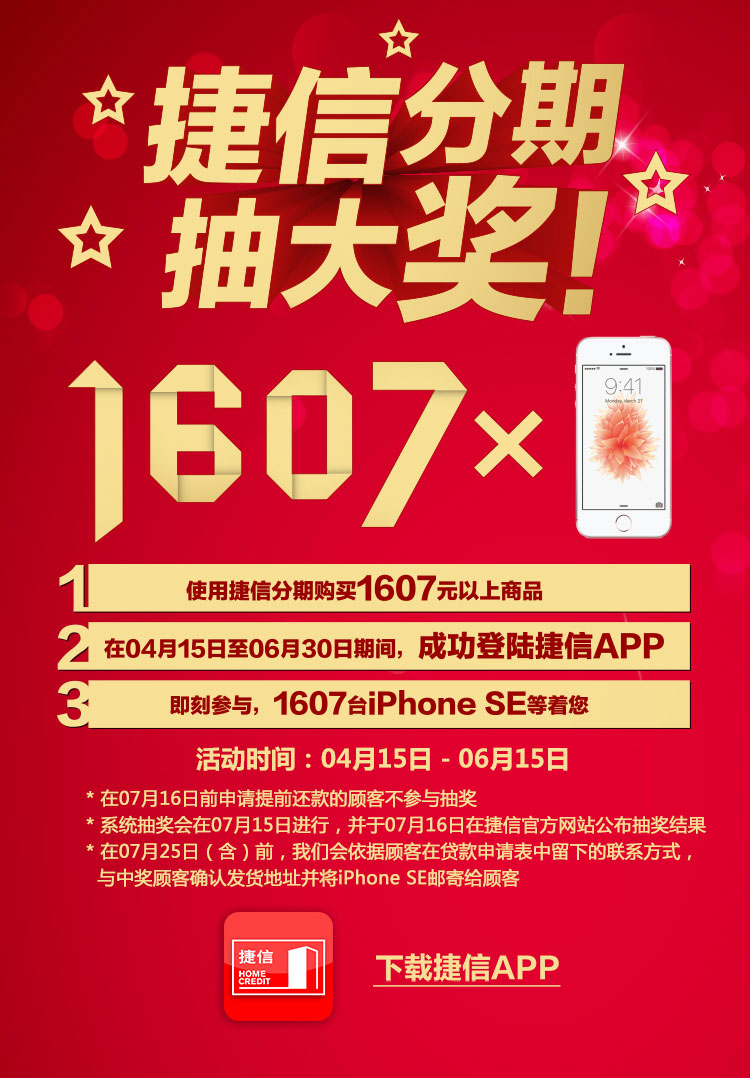 捷信分期
抽大奖!
1607×
9:41
Monday, March 21
1 使用捷信分期购买1607元以上商品
2 在04月15日至06月30日期间，成功登陆捷信APP
3 即刻参与，1607台iPhone SE等着您
活动时间：04月15日 - 06月15日
* 在07月16日前申请提前还款的顾客不参与抽奖
* 系统抽奖会在07月15日进行，并于07月16日在捷信官方网站公布抽奖结果
* 在07月25日（含）前，我们会依据顾客在贷款申请表中留下的联系方式，
与中奖顾客确认发货地址并将iPhone SE邮寄给顾客
捷信
HOME
CREDIT
下载捷信APP